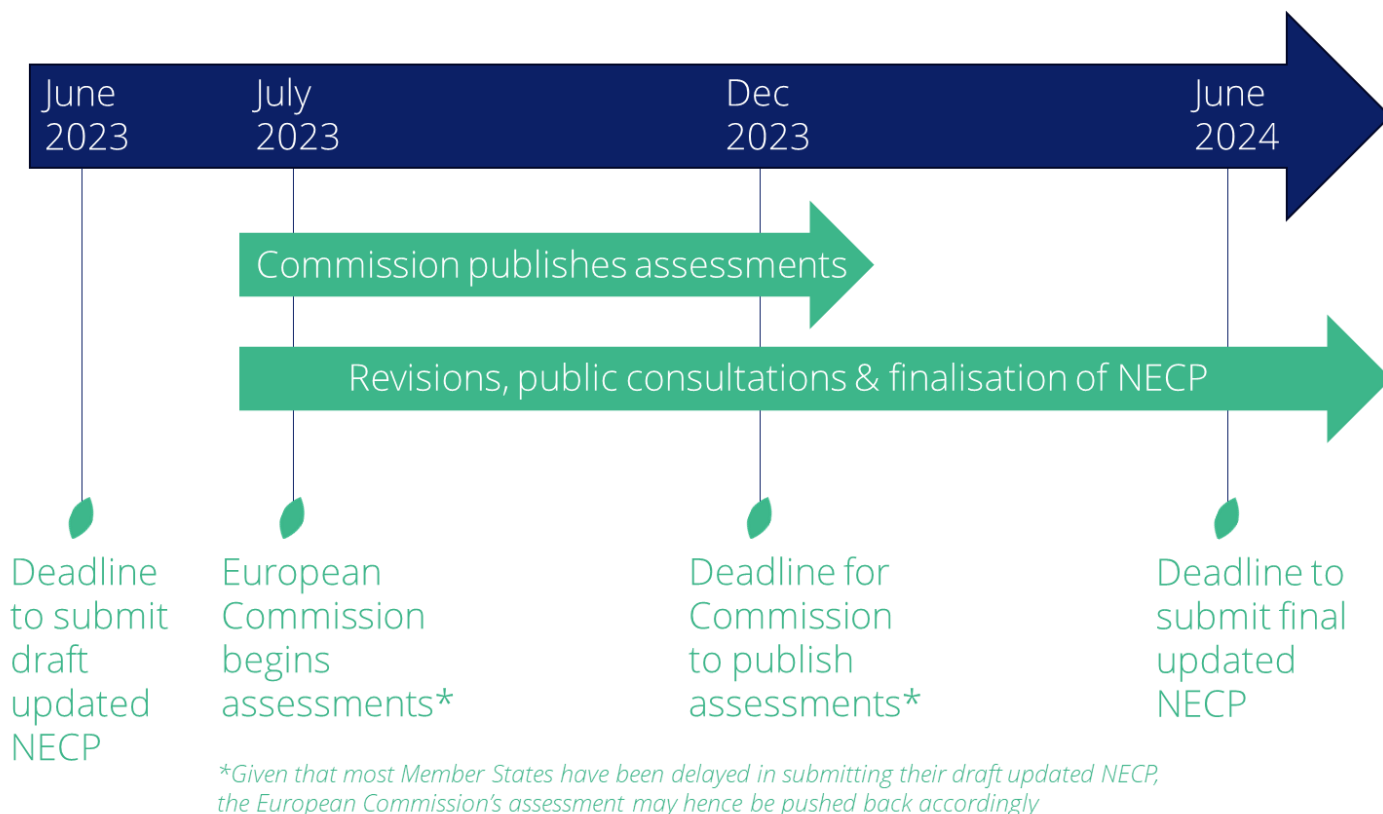 June
2023
July
2023
Dec
2023
June
2024
Commission publishes assessments
Revisions, public consultations & finalisation of NECP
Deadline
to submit
draft
updated
NECP
European
Commission
begins
assessments*
Deadline for
Commission
to publish
assessments*
Deadline to
submit final
updated
NECP
*Given that most Member States have been delayed in submitting their draft updated NECP,
the European Commission's assessment may hence be pushed back accordingly